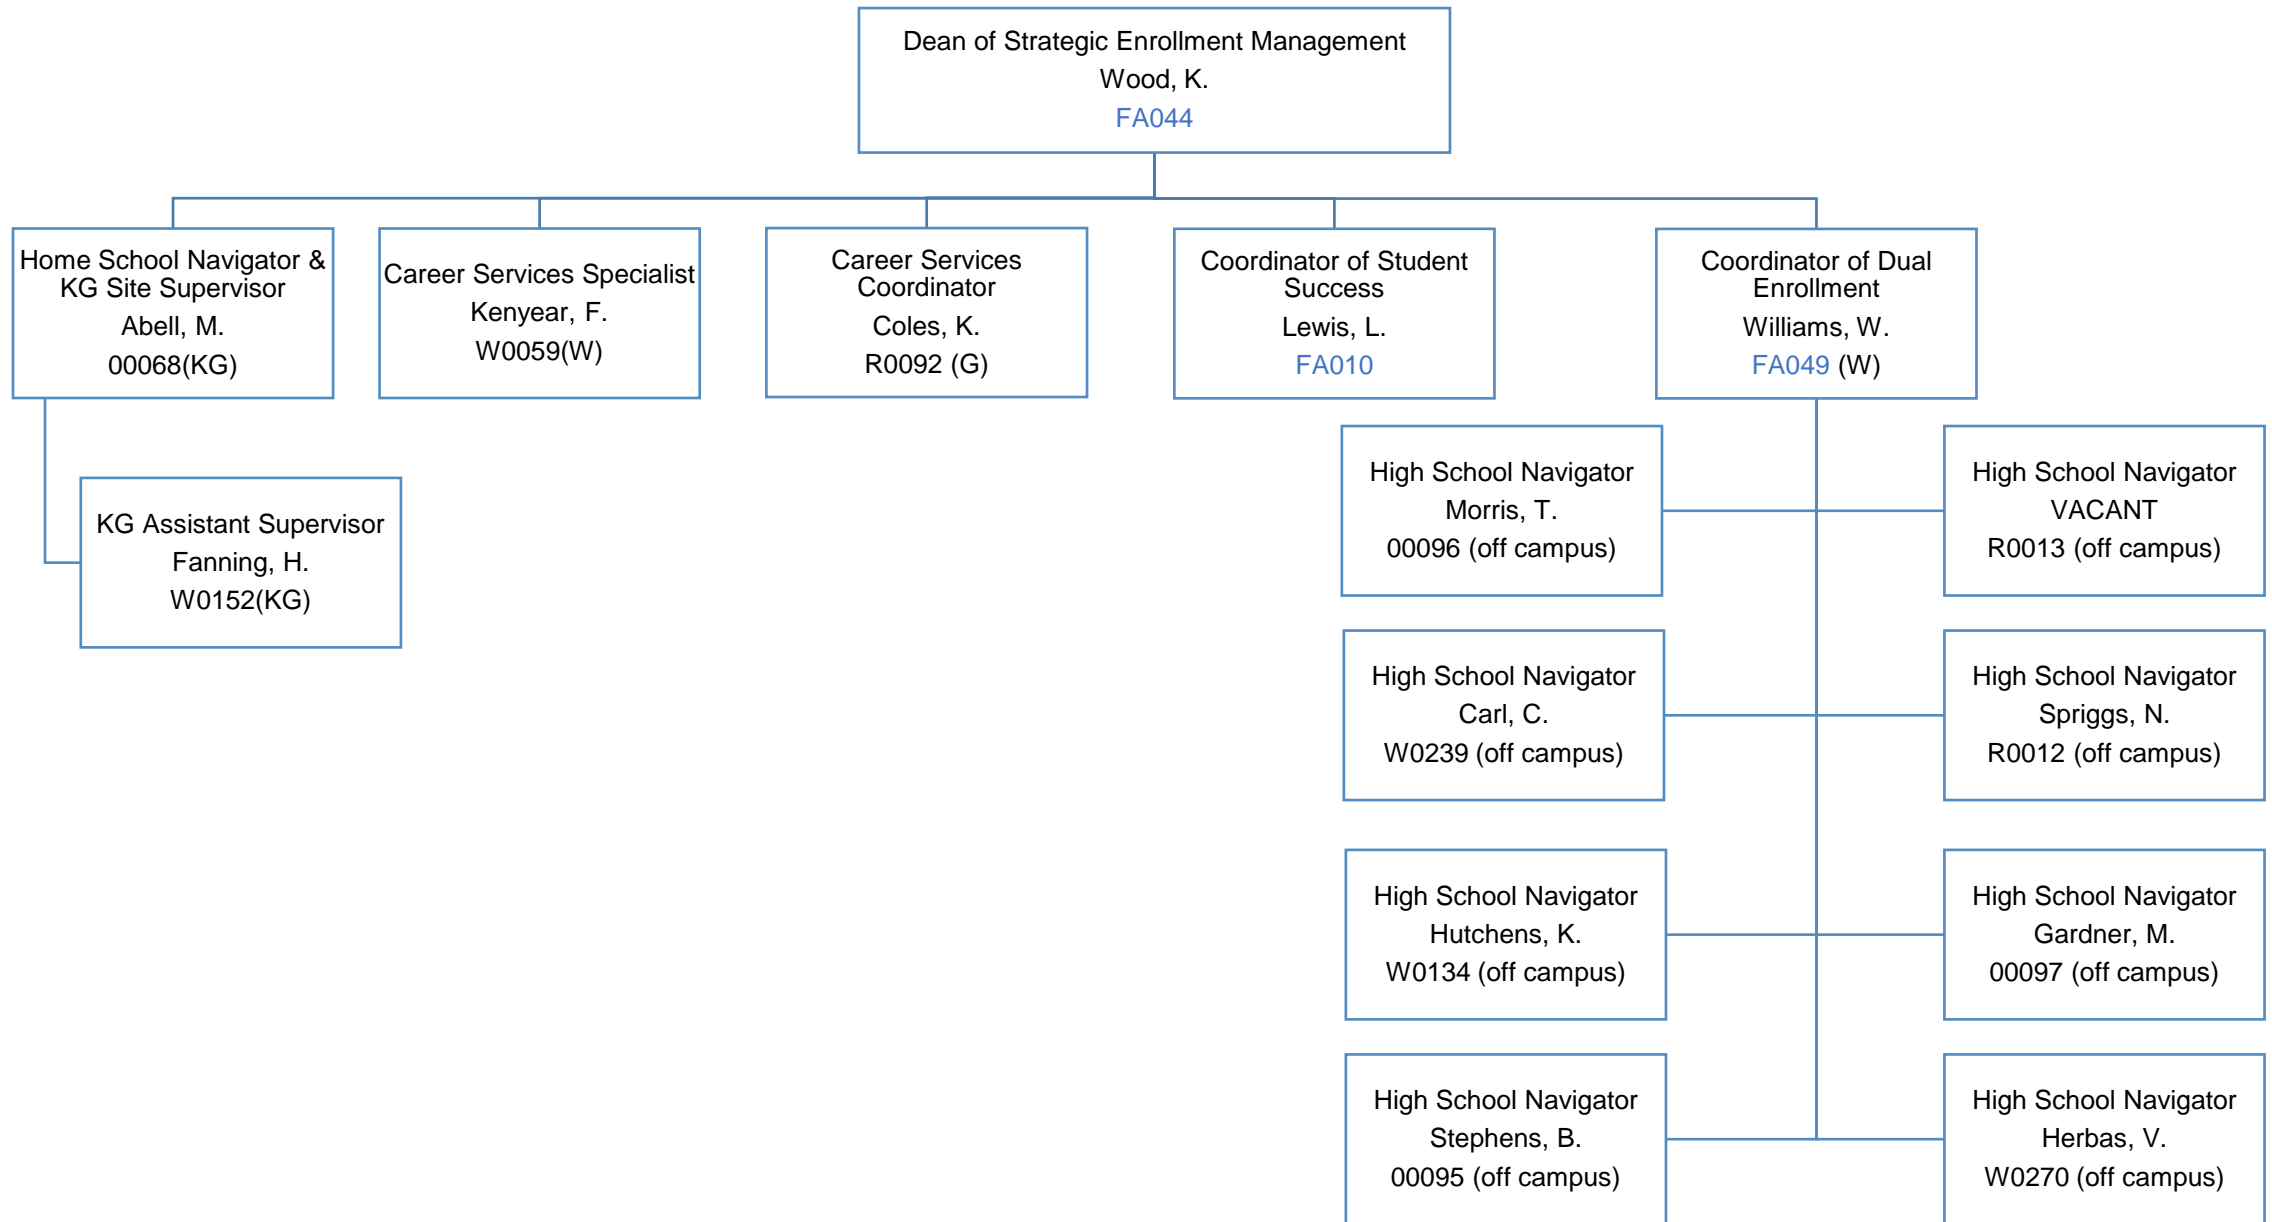 Dean of Strategic Enrollment Management
Wood, K.
FA044
Home School Navigator &
KG Site Supervisor
Abell, M.
00068(KG)
Career Services Specialist
Kenyear, F.
W0059(W)
Career Services
Coordinator
Coles, K.
R0092 (G)
Coordinator of Student
Success
Lewis, L.
FA010
Coordinator of Dual
Enrollment
Williams, W.
FA049 (W)
KG Assistant Supervisor
Fanning, H.
W0152(KG)
High School Navigator
Morris, T.
00096 (off campus)
High School Navigator
VACANT
R0013 (off campus)
High School Navigator
Carl, C.
W0239 (off campus)
High School Navigator
Spriggs, N.
R0012 (off campus)
High School Navigator
Hutchens, K.
W0134 (off campus)
High School Navigator
Gardner, M.
00097 (off campus)
High School Navigator
Stephens, B.
00095 (off campus)
High School Navigator
Herbas, V.
W0270 (off campus)